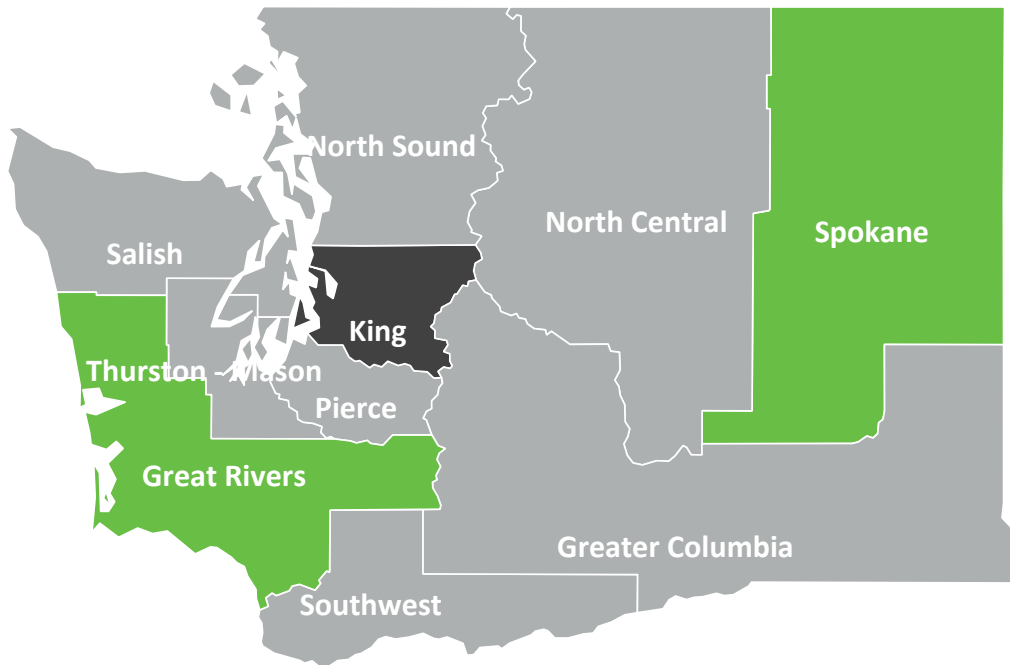 North Sound
North Central
Spokane
Salish
King
Thurston - Mason
Pierce
Great Rivers
Greater Columbia
Southwest